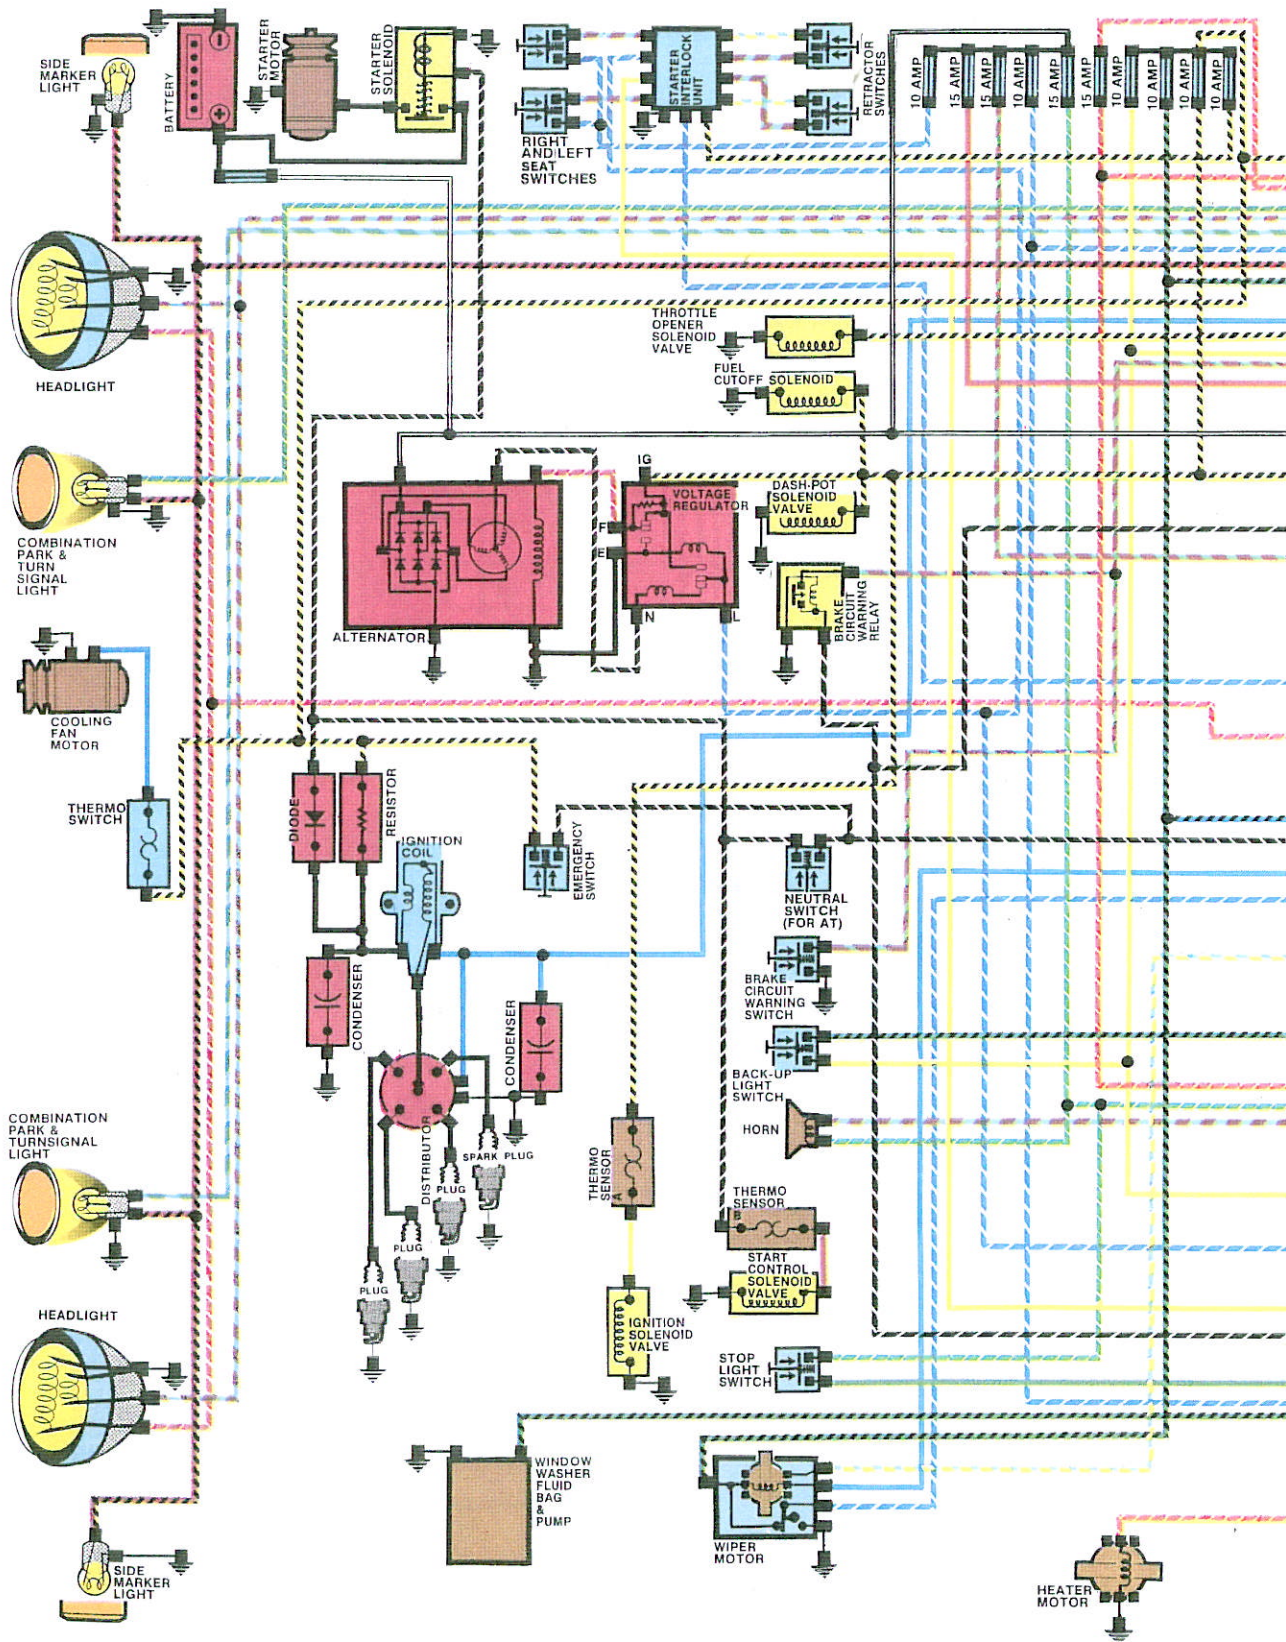 SIDE
MARKER
LIGHT
BATTERY
STARTER
MOTOR
STARTER
SOLENOID
RIGHT
AND LEFT
SEAT
SWITCHES
STARTER
INTERLOCK
UNIT
RETRACTOR
SWITCHES
10 AMP
15 AMP
15 AMP
10 AMP
15 AMP
15 AMP
10 AMP
10 AMP
10 AMP
10 AMP
HEADLIGHT
THROTTLE
OPENER
SOLENOID
VALVE
FUEL
CUTOFF SOLENOID
COMBINATION
PARK &
TURN
SIGNAL
LIGHT
ALTERNATOR
IG
VOLTAGE
REGULATOR
F
E
N
L
DASH-POT
SOLENOID
VALVE
BRAKE
CIRCUIT
WARNING
RELAY
COOLING
FAN
MOTOR
THERMO
SWITCH
DIODE
RESISTOR
IGNITION
COIL
EMERGENCY
SWITCH
NEUTRAL
SWITCH
(FOR AT)
CONDENSER
CONDENSER
BRAKE
CIRCUIT
WARNING
SWITCH
BACK-UP
LIGHT
SWITCH
HORN
DISTRIBUTOR
SPARK PLUG
PLUG
PLUG
PLUG
THERMO
SENSOR
A
THERMO
SENSOR
B
START
CONTROL
SOLENOID
VALVE
COMBINATION
PARK &
TURNSIGNAL
LIGHT
IGNITION
SOLENOID
VALVE
STOP
LIGHT
SWITCH
HEADLIGHT
WINDOW
WASHER
FLUID
BAG
&
PUMP
WIPER
MOTOR
HEATER
MOTOR
SIDE
MARKER
LIGHT